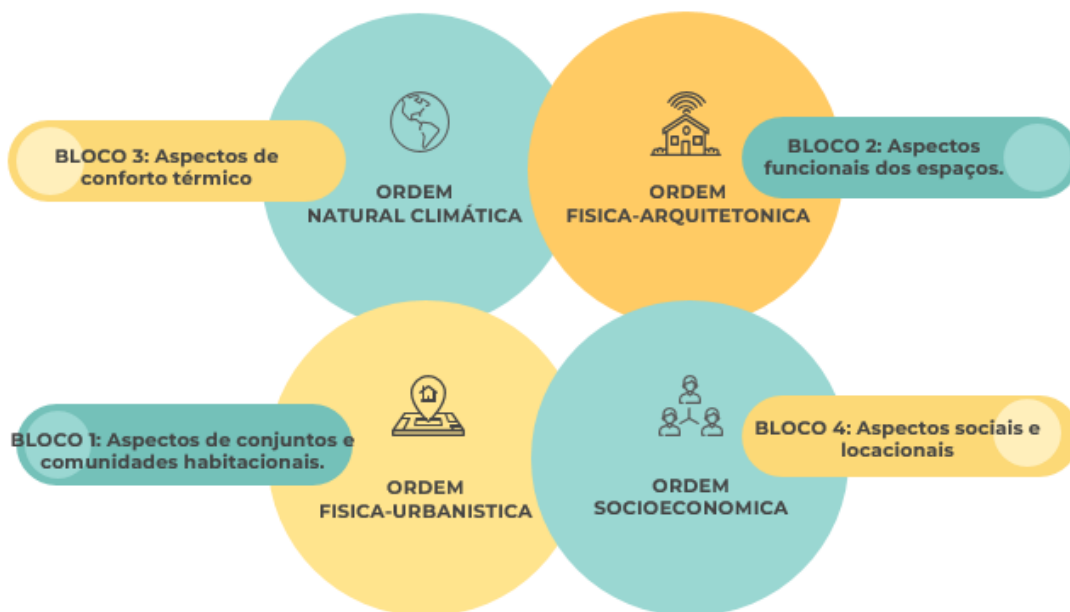 BLOCO 3: Aspectos de
conforto térmico
ORDEM
NATURAL CLIMÁTICA
ORDEM
FISICA-ARQUITETONICA
BLOCO 2: Aspectos
funcionais dos espaços.
BLOCO 1: Aspectos de conjuntos e
comunidades habitacionais.
ORDEM
FISICA-URBANISTICA
ORDEM
SOCIOECONOMICA
BLOCO 4: Aspectos sociais e
locacionais